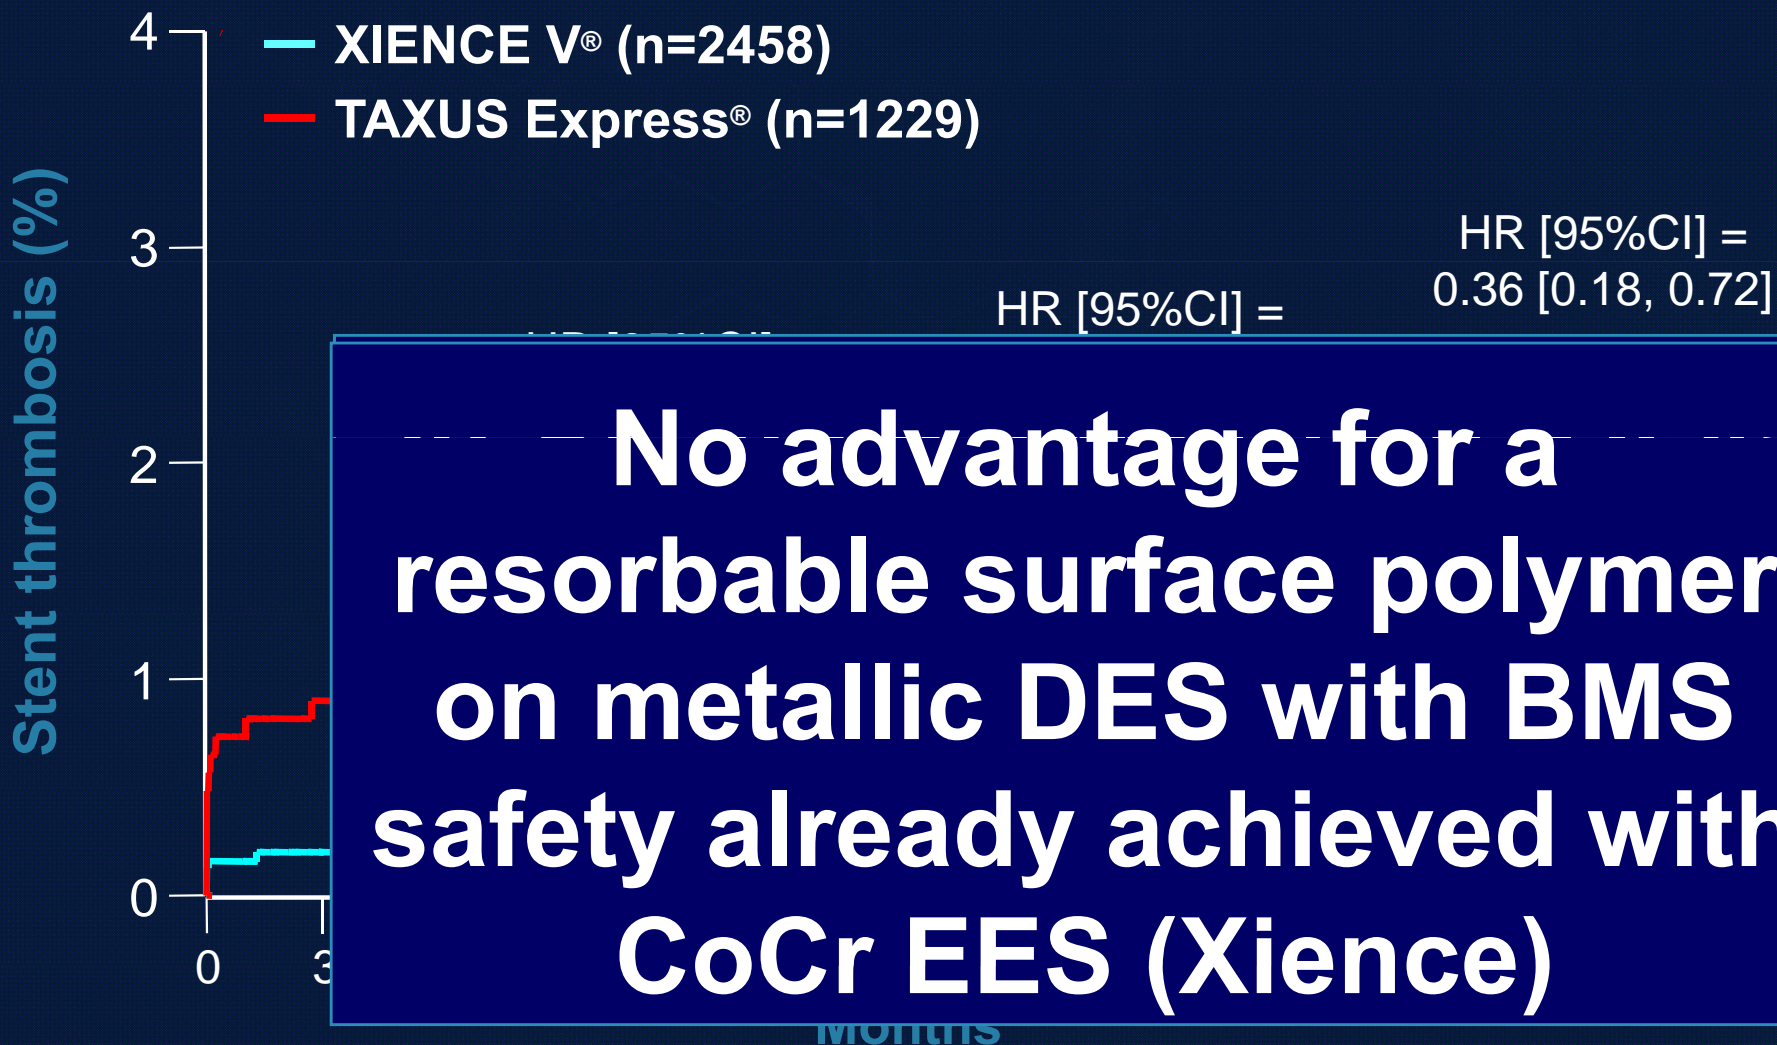 4
XIENCE V® (n=2458)
TAXUS Express® (n=1229)
3
HR [95%CI] =
0.36 [0.18, 0.72]
HR [95%CI] =
Stent thrombosis (%)
No advantage for a
2
resorbable surface polymer
1
on metallic DES with BMS
safety already achieved with
0
CoCr EES (Xience)
0 3
Months